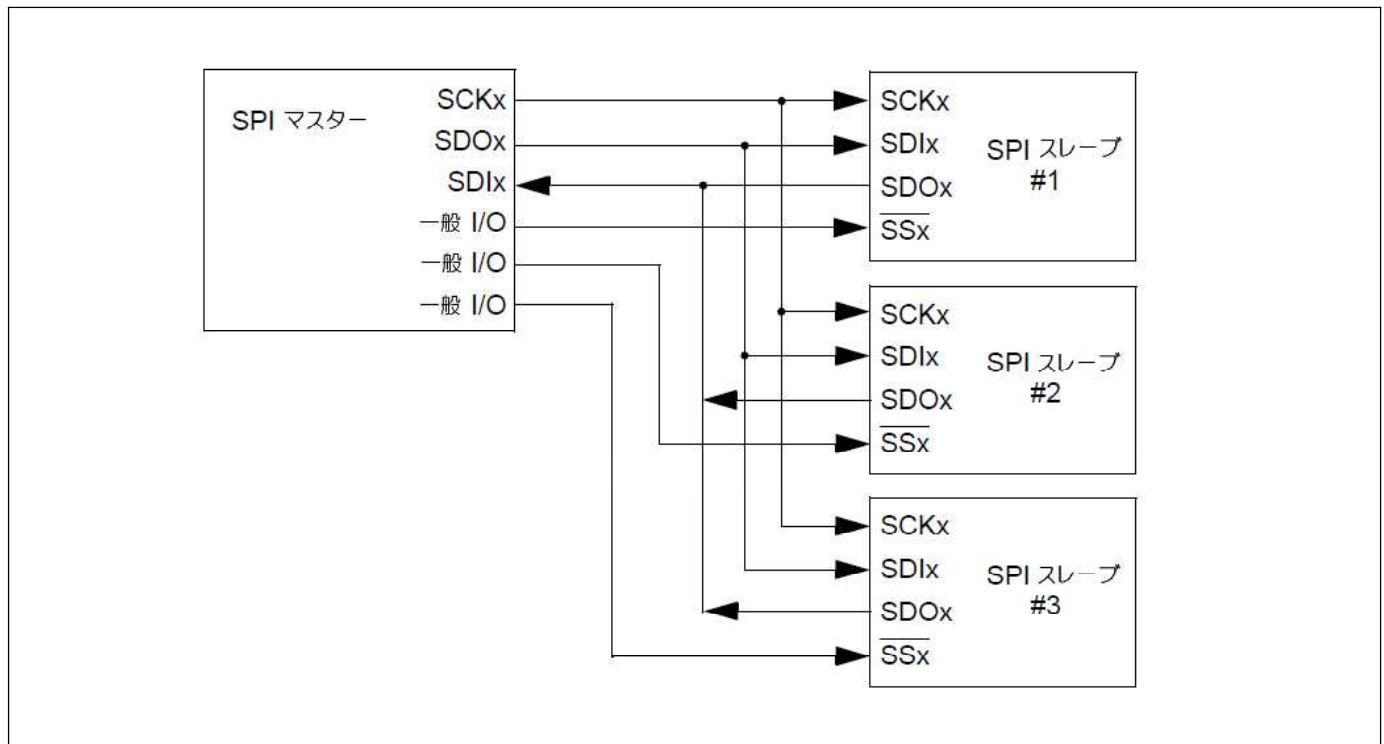 SPI マスター
SCKx
SDOx
SDIx
一般 I/O
一般 I/O
一般 I/O
SCKx
SDIx
SDOx
SSx
SPI スレーブ
#1
SCKx
SDIx
SDOx
SSx
SPI スレーブ
#2
SCKx
SDIx
SDOx
SSx
SPI スレーブ
#3